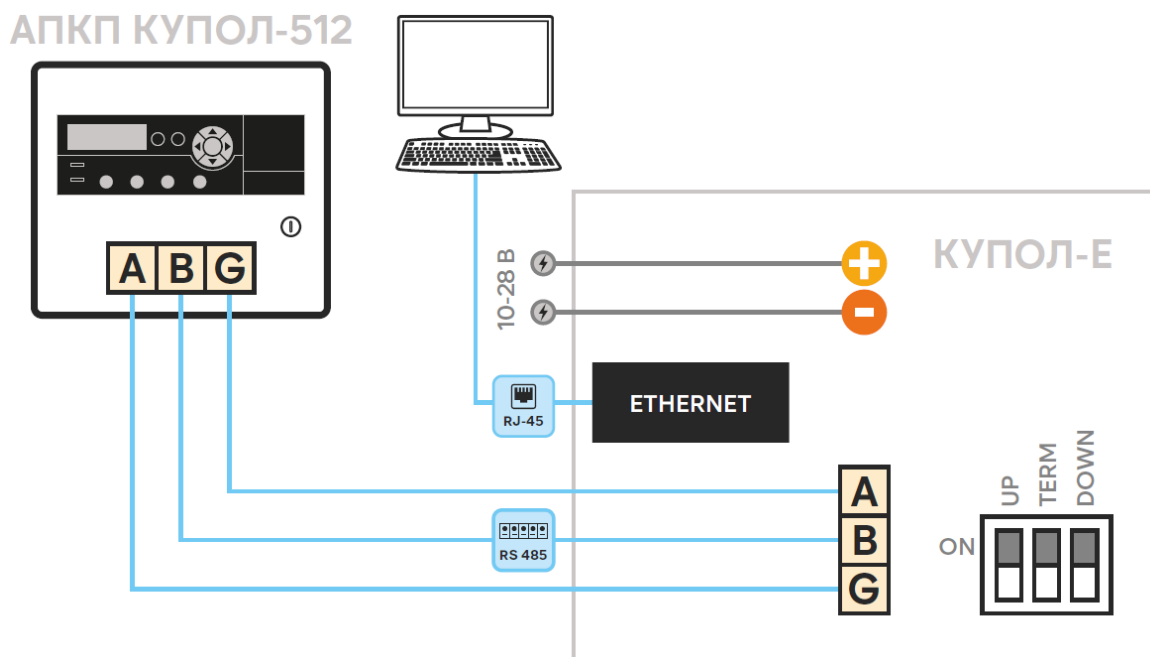 АПКП КУПОЛ-512
A B G
10-28 В
+
КУПОЛ-Е
-
RJ-45
ETHERNET
A
B
G
RS 485
UP
TERM
DOWN
ON